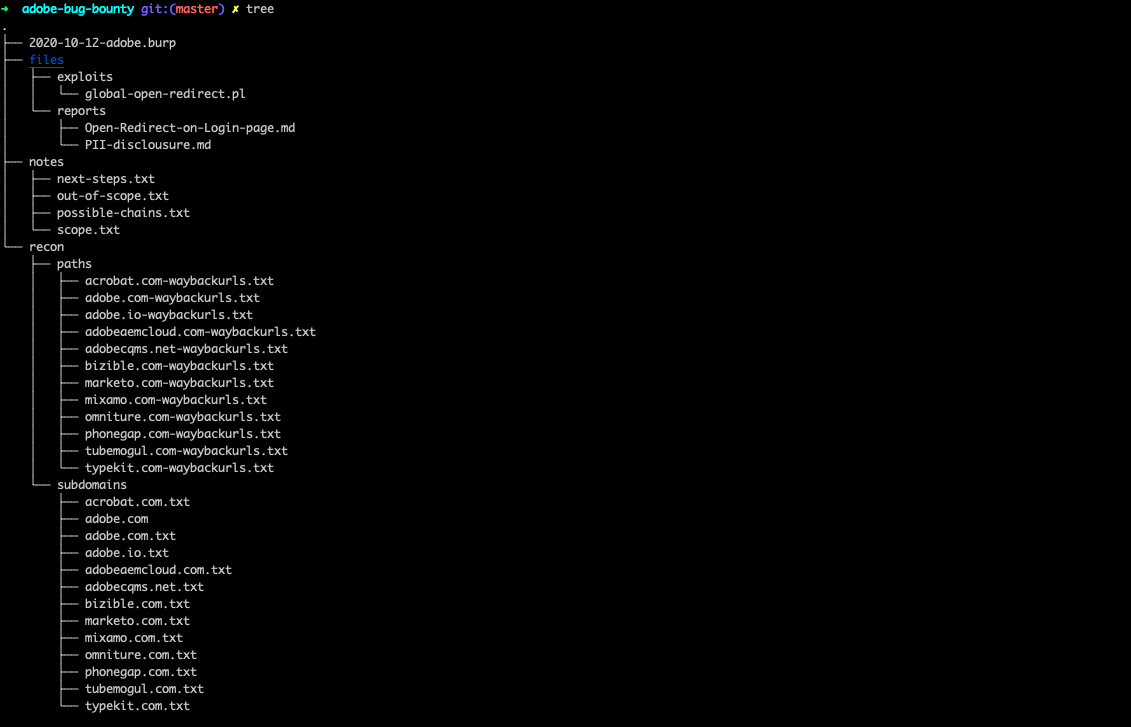 ➜  adobe-bug-bounty git:(master) ✗ tree
.
├── 2020-10-12-adobe.burp
├── files
│   ├── exploits
│   │   └── global-open-redirect.pl
│   └── reports
│       ├── Open-Redirect-on-Login-page.md
│       └── PII-disclousure.md
├── notes
│   ├── next-steps.txt
│   ├── out-of-scope.txt
│   ├── possible-chains.txt
│   └── scope.txt
└── recon
    ├── paths
    │   ├── acrobat.com-waybackurls.txt
    │   ├── adobe.com-waybackurls.txt
    │   ├── adobe.io-waybackurls.txt
    │   ├── adobeaemcloud.com-waybackurls.txt
    │   ├── adobecqms.net-waybackurls.txt
    │   ├── bizible.com-waybackurls.txt
    │   ├── marketo.com-waybackurls.txt
    │   ├── mixamo.com-waybackurls.txt
    │   ├── omniture.com-waybackurls.txt
    │   ├── phonegap.com-waybackurls.txt
    │   ├── tubemogul.com-waybackurls.txt
    │   └── typekit.com-waybackurls.txt
    └── subdomains
        ├── acrobat.com.txt
        ├── adobe.com
        ├── adobe.com.txt
        ├── adobe.io.txt
        ├── adobeaemcloud.com.txt
        ├── adobecqms.net.txt
        ├── bizible.com.txt
        ├── marketo.com.txt
        ├── mixamo.com.txt
        ├── omniture.com.txt
        ├── phonegap.com.txt
        ├── tubemogul.com.txt
        └── typekit.com.txt